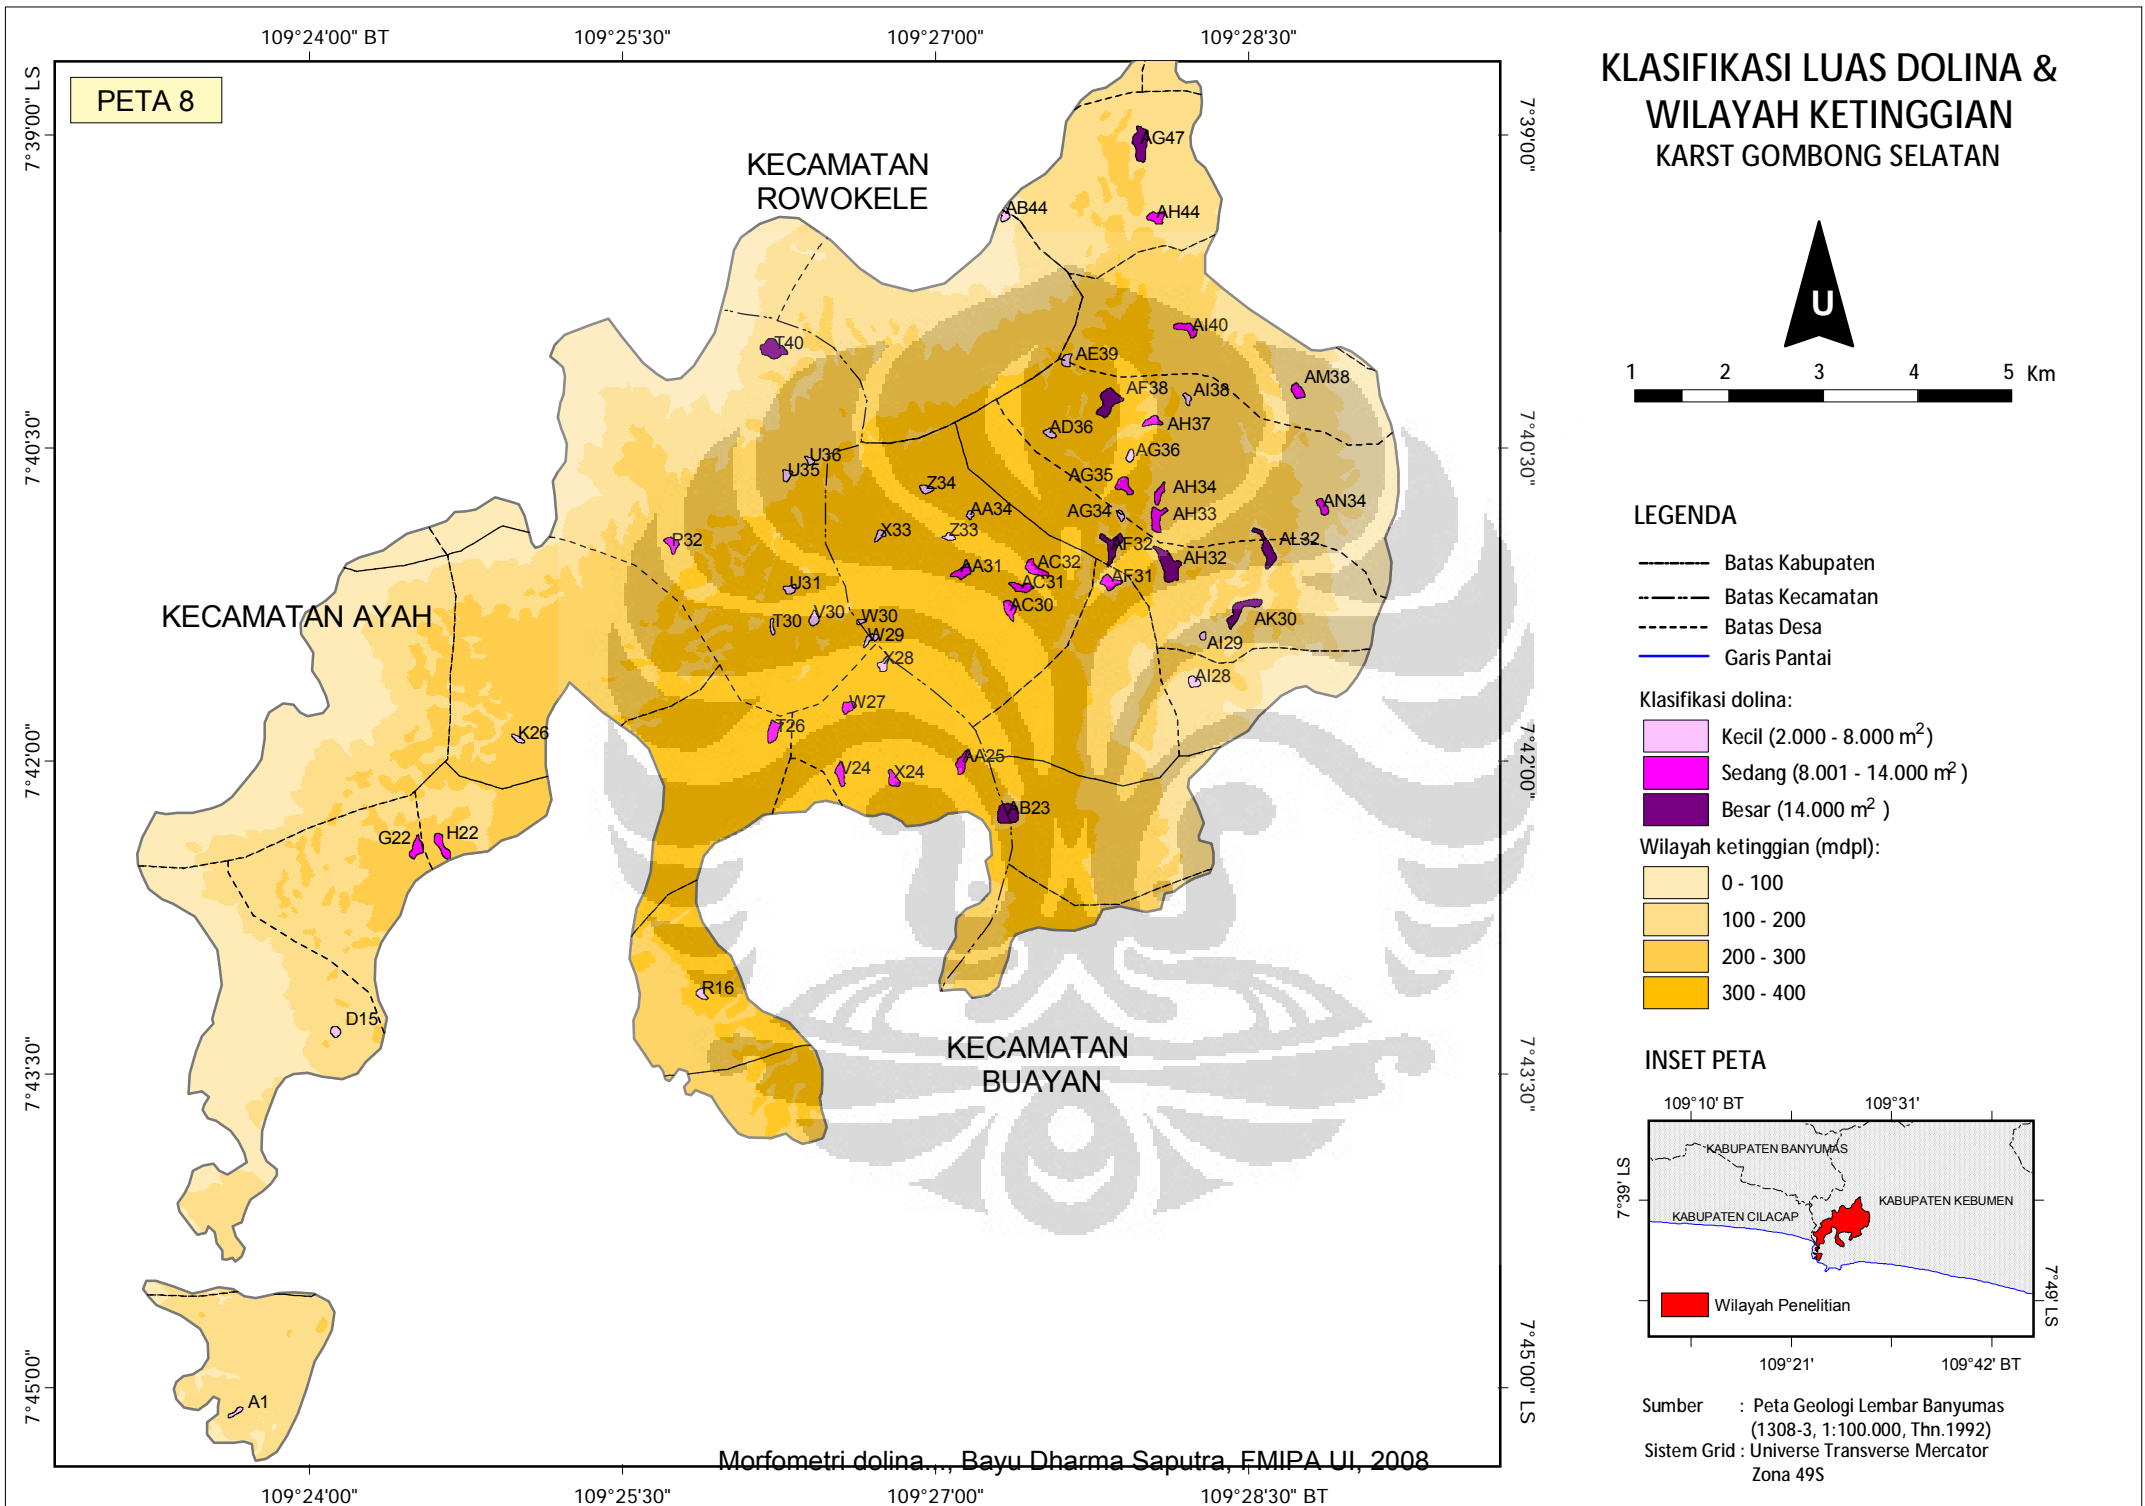 109°24'00" BT
109°25'30"
109°27'00"
109°28'30"
PETA 8
7°39'00" LS
7°40'30"
7°42'00"
7°43'30"
7°45'00"
7°39'00"
7°40'30"
7°42'00"
7°43'30"
7°45'00" LS
KECAMATAN
ROWOKELE
KECAMATAN AYAH
KECAMATAN
BUAYAN
AG47
AB44
AH44
AI40
T40
AE39
AM38
AF38
AI38
AH37
AD36
AG36
U36
U35
AG35
Z34
AH34
AN34
AA34
AG34
AH33
X33
Z33
P32
AF32
AL32
AH32
AC32
AA31
AF31
AC31
U31
AC30
V30
T30
W30
AK30
W29
AI29
X28
AI28
W27
T26
K26
AA25
V24
X24
AB23
G22
H22
R16
D15
A1
Morfometri dolina..., Bayu Dharma Saputra, FMIPA UI, 2008
109°24'00"
109°25'30"
109°27'00"
109°28'30" BT
KLASIFIKASI LUAS DOLINA &
WILAYAH KETINGGIAN
KARST GOMBONG SELATAN
U
1 2 3 4 5 Km
LEGENDA
Batas Kabupaten
Batas Kecamatan
Batas Desa
Garis Pantai
Klasifikasi dolina:
Kecil (2.000 - 8.000 m²)
Sedang (8.001 - 14.000 m²)
Besar (14.000 m²)
Wilayah ketinggian (mdpl):
0 - 100
100 - 200
200 - 300
300 - 400
INSET PETA
109°10' BT
109°31'
KABUPATEN BANYUMAS
KABUPATEN KEBUMEN
KABUPATEN CILACAP
7°39' LS
7°49' LS
Wilayah Penelitian
109°21'
109°42' BT
Sumber : Peta Geologi Lembar Banyumas
(1308-3, 1:100.000, Thn.1992)
Sistem Grid : Universe Transverse Mercator
Zona 49S